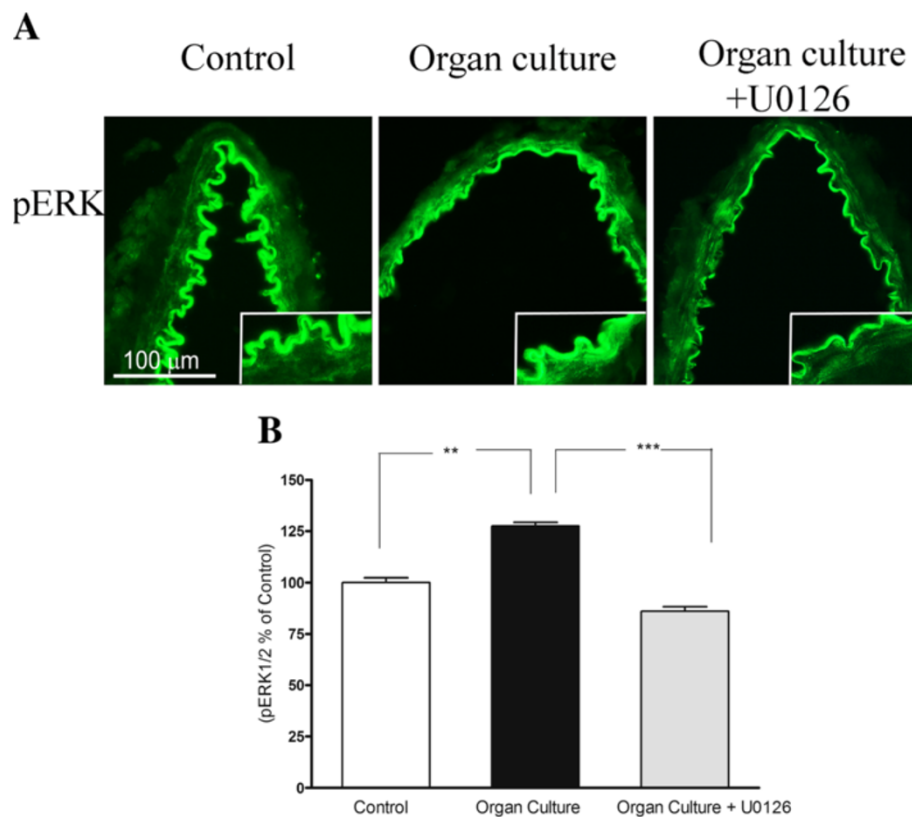 A
Control
Organ culture
Organ culture
+U0126
pERK
100 µm
B
**
***
(pERK1/2 % of Control)
150
125
100
75
50
25
0
Control
Organ Culture
Organ Culture + U0126